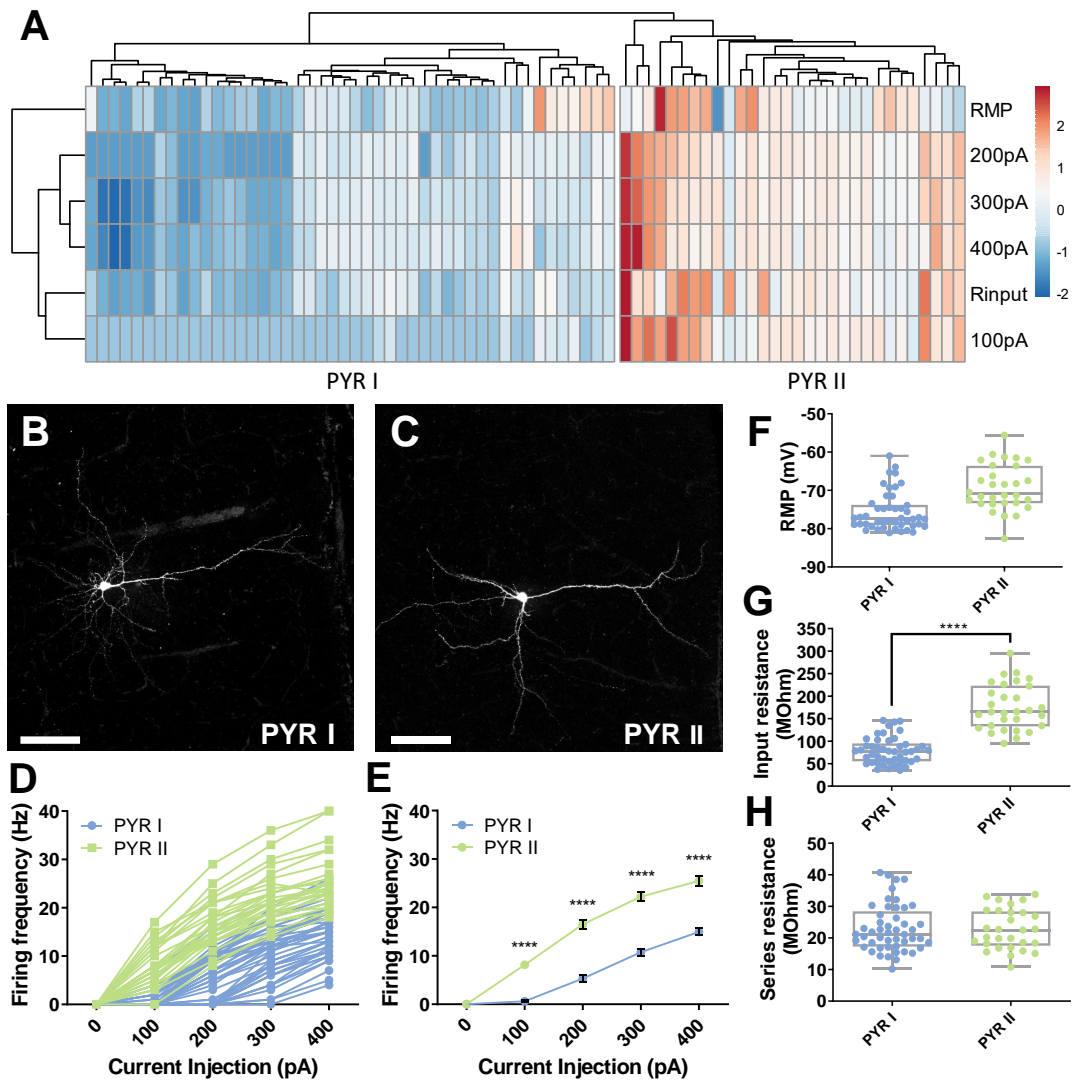 A
RMP
200pA
300pA
400pA
Rinput
100pA
2
1
0
-1
-2
PYR I
PYR II
B
PYR I
C
PYR II
D
Firing frequency (Hz)
40
30
20
10
0
PYR I
PYR II
0
100
200
300
400
Current Injection (pA)
E
Firing frequency (Hz)
40
30
20
10
0
PYR I
PYR II
****
****
****
****
0
100
200
300
400
Current Injection (pA)
F
RMP (mV)
-50
-60
-70
-80
-90
PYR I
PYR II
G
Input resistance
(MOhm)
350
300
250
200
150
100
50
0
****
PYR I
PYR II
H
Series resistance
(MOhm)
50
40
30
20
10
0
PYR I
PYR II